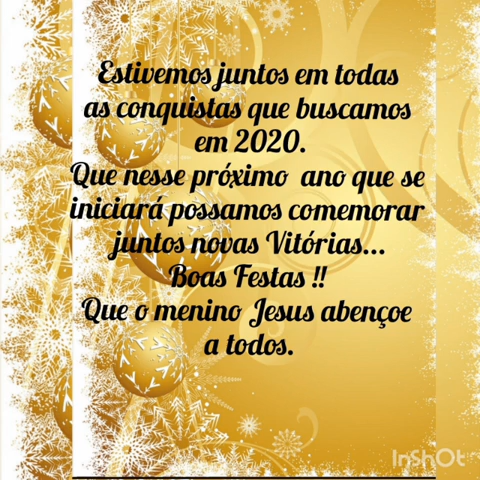 Estivemos juntos em todas
as conquistas que buscamos
em 2020.
Que nesse próximo ano que se
iniciará possamos comemorar
juntos novas Vitórias...
Boas Festas !!
Que o menino Jesus abençoe
a todos.
InShOt